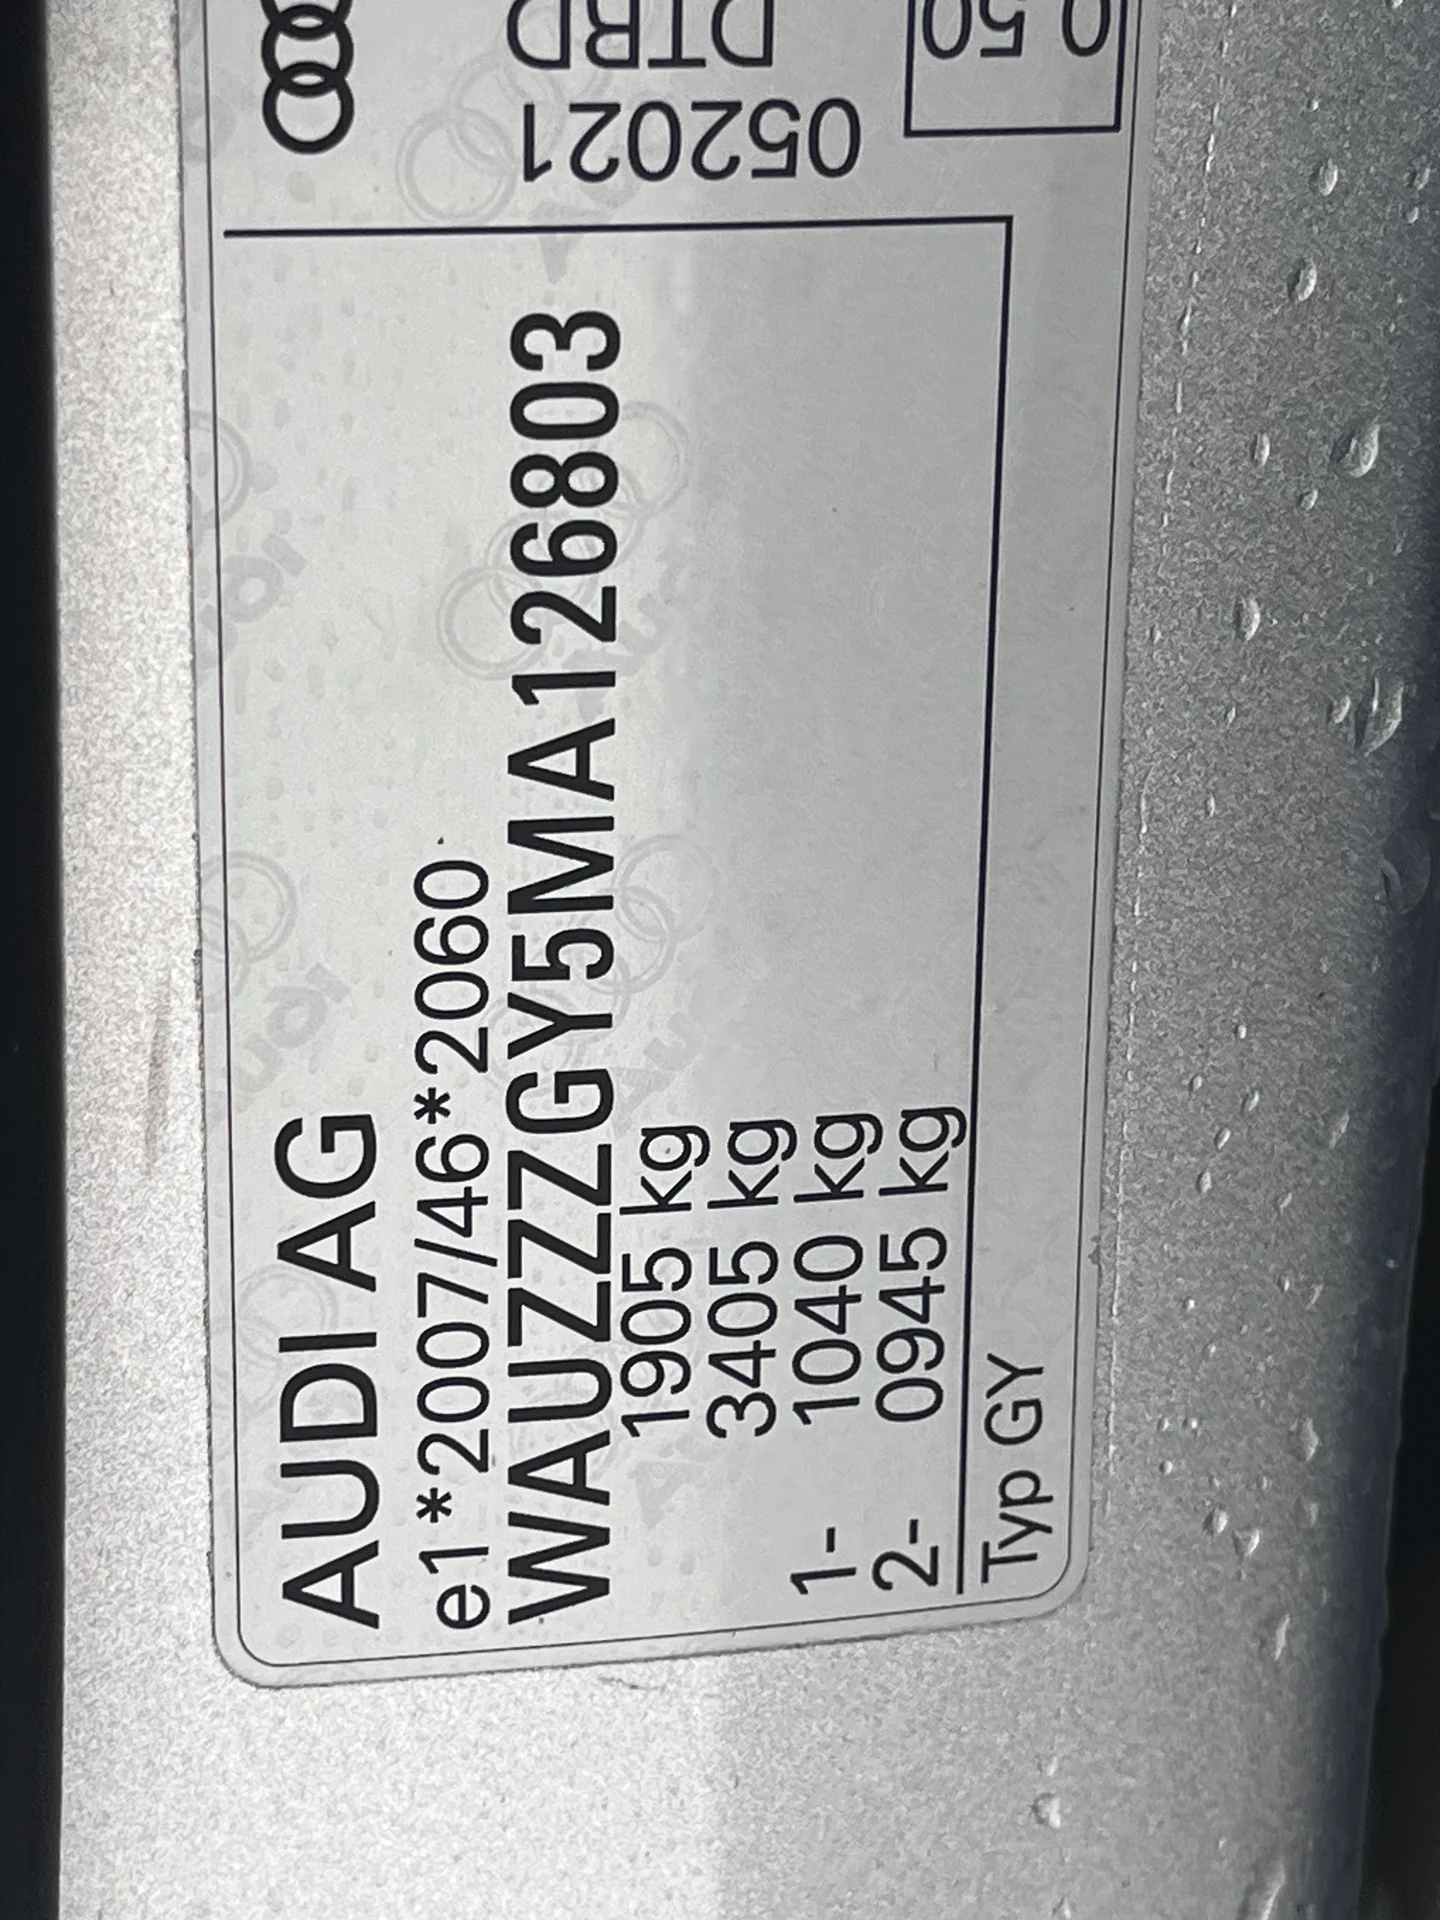 AUDI AG
e1*2007/46*2060
WAUZZZGY5MA126803
1905 kg
3405 kg
1- 1040 kg
2- 0945 kg
Typ GY
052021
DTBD
0.50